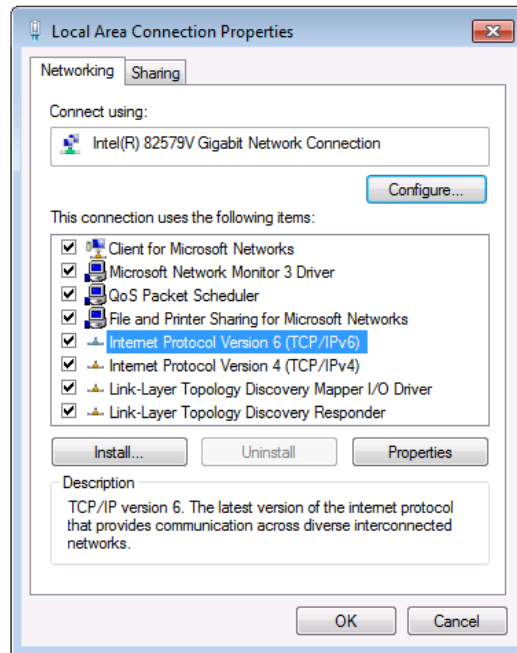 Local Area Connection Properties
Networking
Sharing
Connect using:
Intel(R) 82579V Gigabit Network Connection
Configure...
This connection uses the following items:
Client for Microsoft Networks
Microsoft Network Monitor 3 Driver
QoS Packet Scheduler
File and Printer Sharing for Microsoft Networks
Internet Protocol Version 6 (TCP/IPv6)
Internet Protocol Version 4 (TCP/IPv4)
Link-Layer Topology Discovery Mapper I/O Driver
Link-Layer Topology Discovery Responder
Install...
Uninstall
Properties
Description
TCP/IP version 6. The latest version of the internet protocol
that provides communication across diverse interconnected
networks.
OK
Cancel